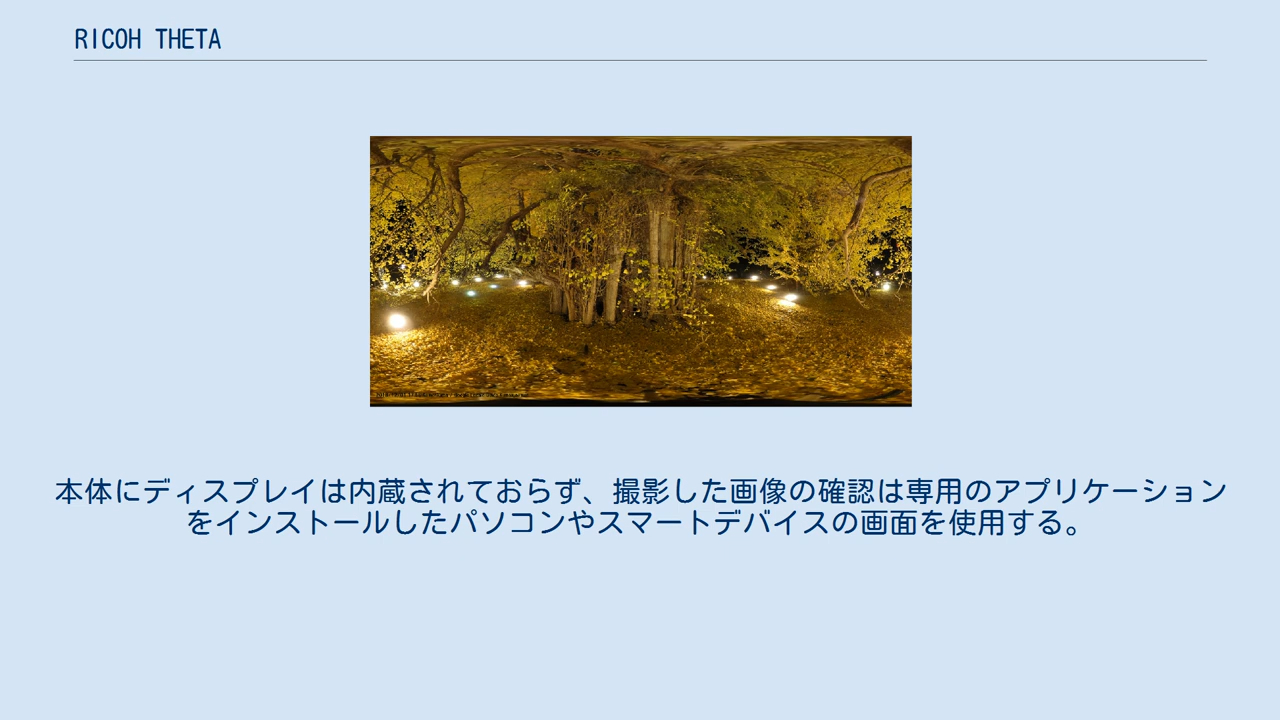 RICOH THETA
本体にディスプレイは内蔵されておらず、撮影した画像の確認は専用のアプリケーション
をインストールしたパソコンやスマートデバイスの画面を使用する。